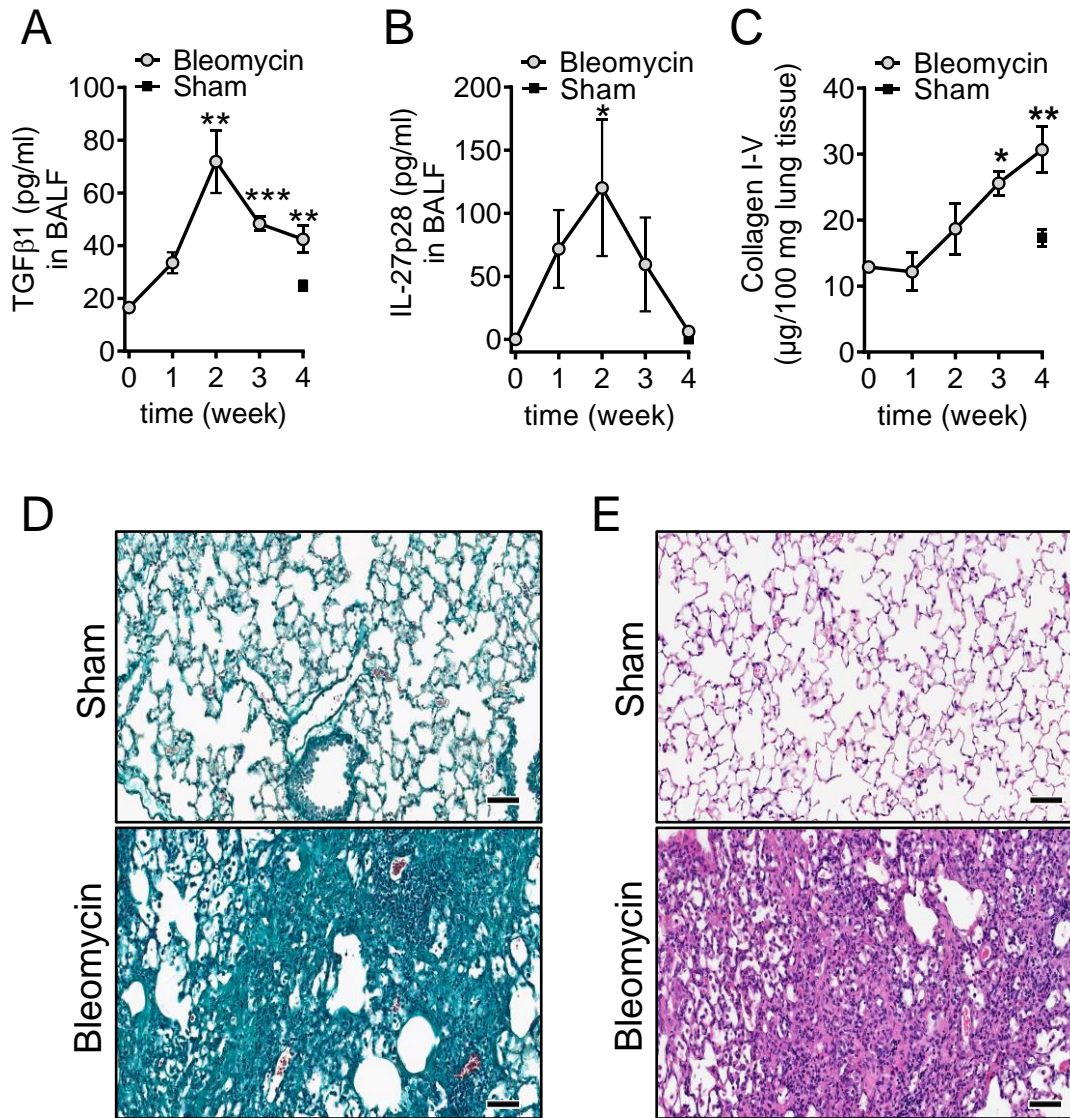 A
Bleomycin
Sham
TGFβ1 (pg/ml)
in BALF
100
80
60
40
20
0
**
***
**
0 1 2 3 4
time (week)
B
Bleomycin
Sham
IL-27p28 (pg/ml)
in BALF
200
150
100
50
0
*
0 1 2 3 4
time (week)
C
Bleomycin
Sham
Collagen I-V
(µg/100 mg lung tissue)
40
30
20
10
0
*
**
0 1 2 3 4
time (week)
D
Sham
Bleomycin
E
Sham
Bleomycin